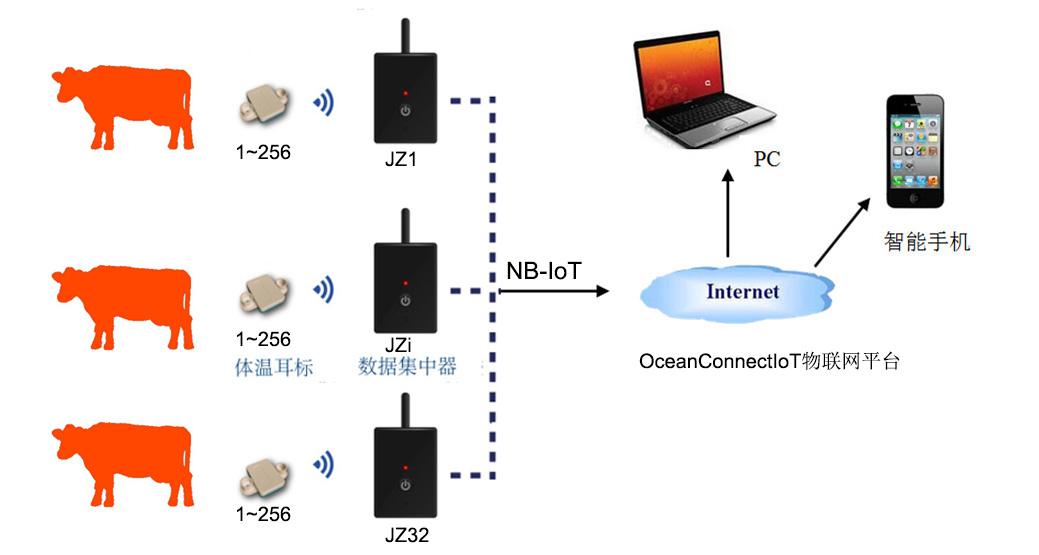 1~256
JZ1
PC
智能手机
1~256
JZi
体温耳标
数据集中器
NB-IoT
Internet
OceanConnectIoT物联网平台
1~256
JZ32